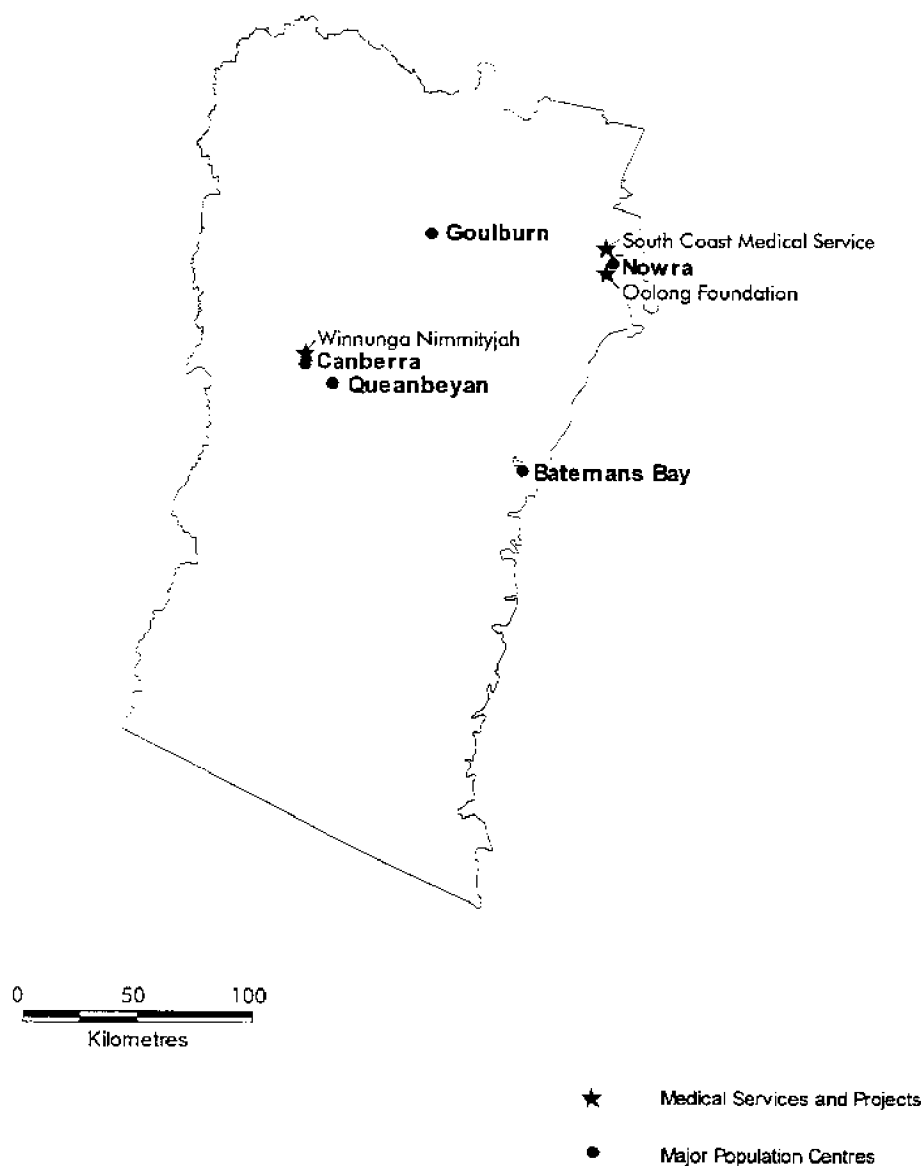 Goulburn
South Coast Medical Service
Nowra
Oolong Foundation
Winnunga Nimmityjah
Canberra
Queanbeyan
Batemans Bay
0 50 100
Kilometres
Medical Services and Projects
Major Population Centres